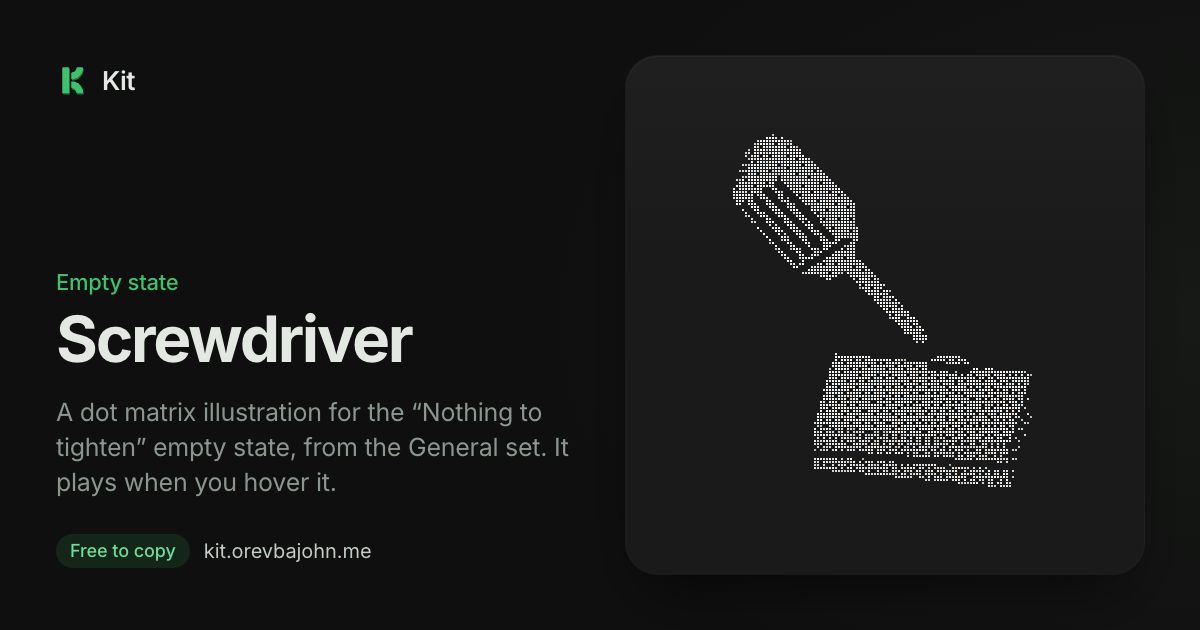 Kit
Empty state
Screwdriver
A dot matrix illustration for the “Nothing to
tighten” empty state, from the General set. It
plays when you hover it.
Free to copy
kit.orevbajohn.me